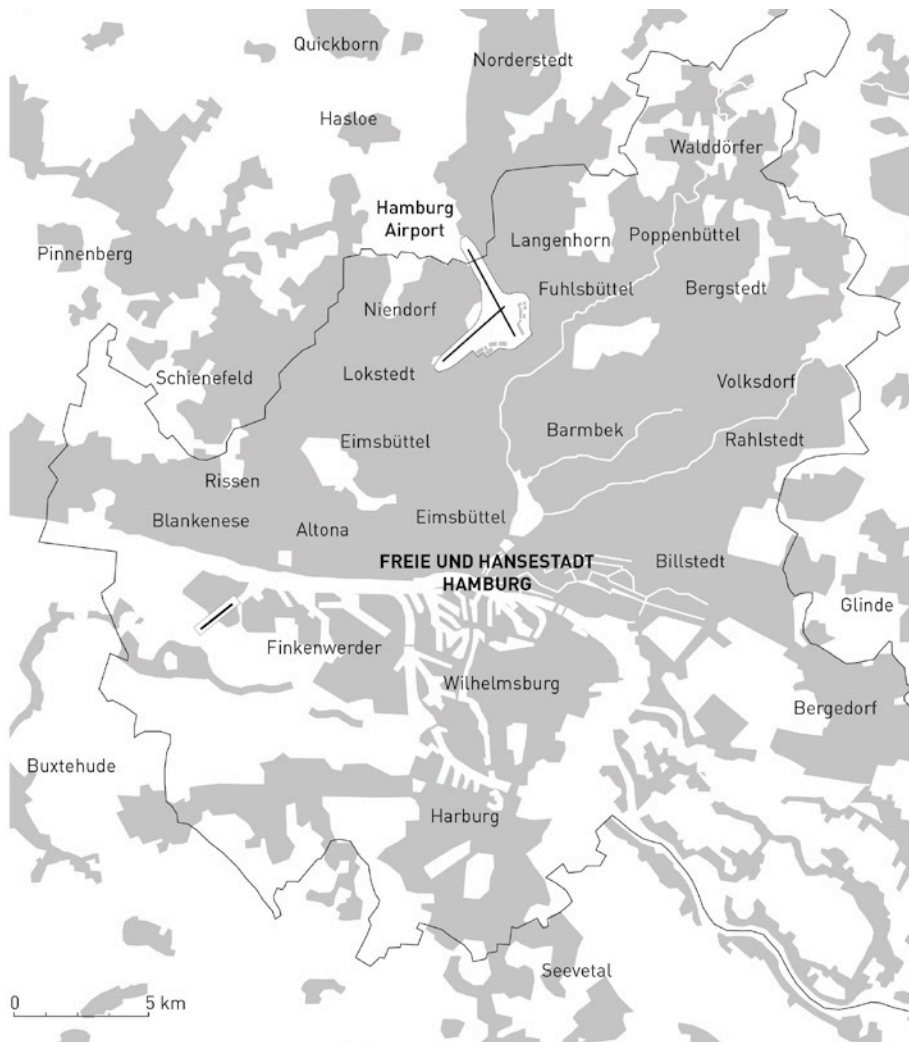 Quickborn
Norderstedt
Hasloe
Walddörfer
Hamburg
Airport
Langenhorn
Poppenbüttel
Pinnenberg
Fuhlsbüttel
Bergstedt
Niendorf
Schienefeld
Lokstedt
Volksdorf
Eimsbüttel
Barmbek
Rahlstedt
Rissen
Blankenese
Altona
Eimsbüttel
FREIE UND HANSESTADT
HAMBURG
Billstedt
Glinde
Finkenwerder
Wilhelmsburg
Bergedorf
Buxtehude
Harburg
Seevetal
0 5 km